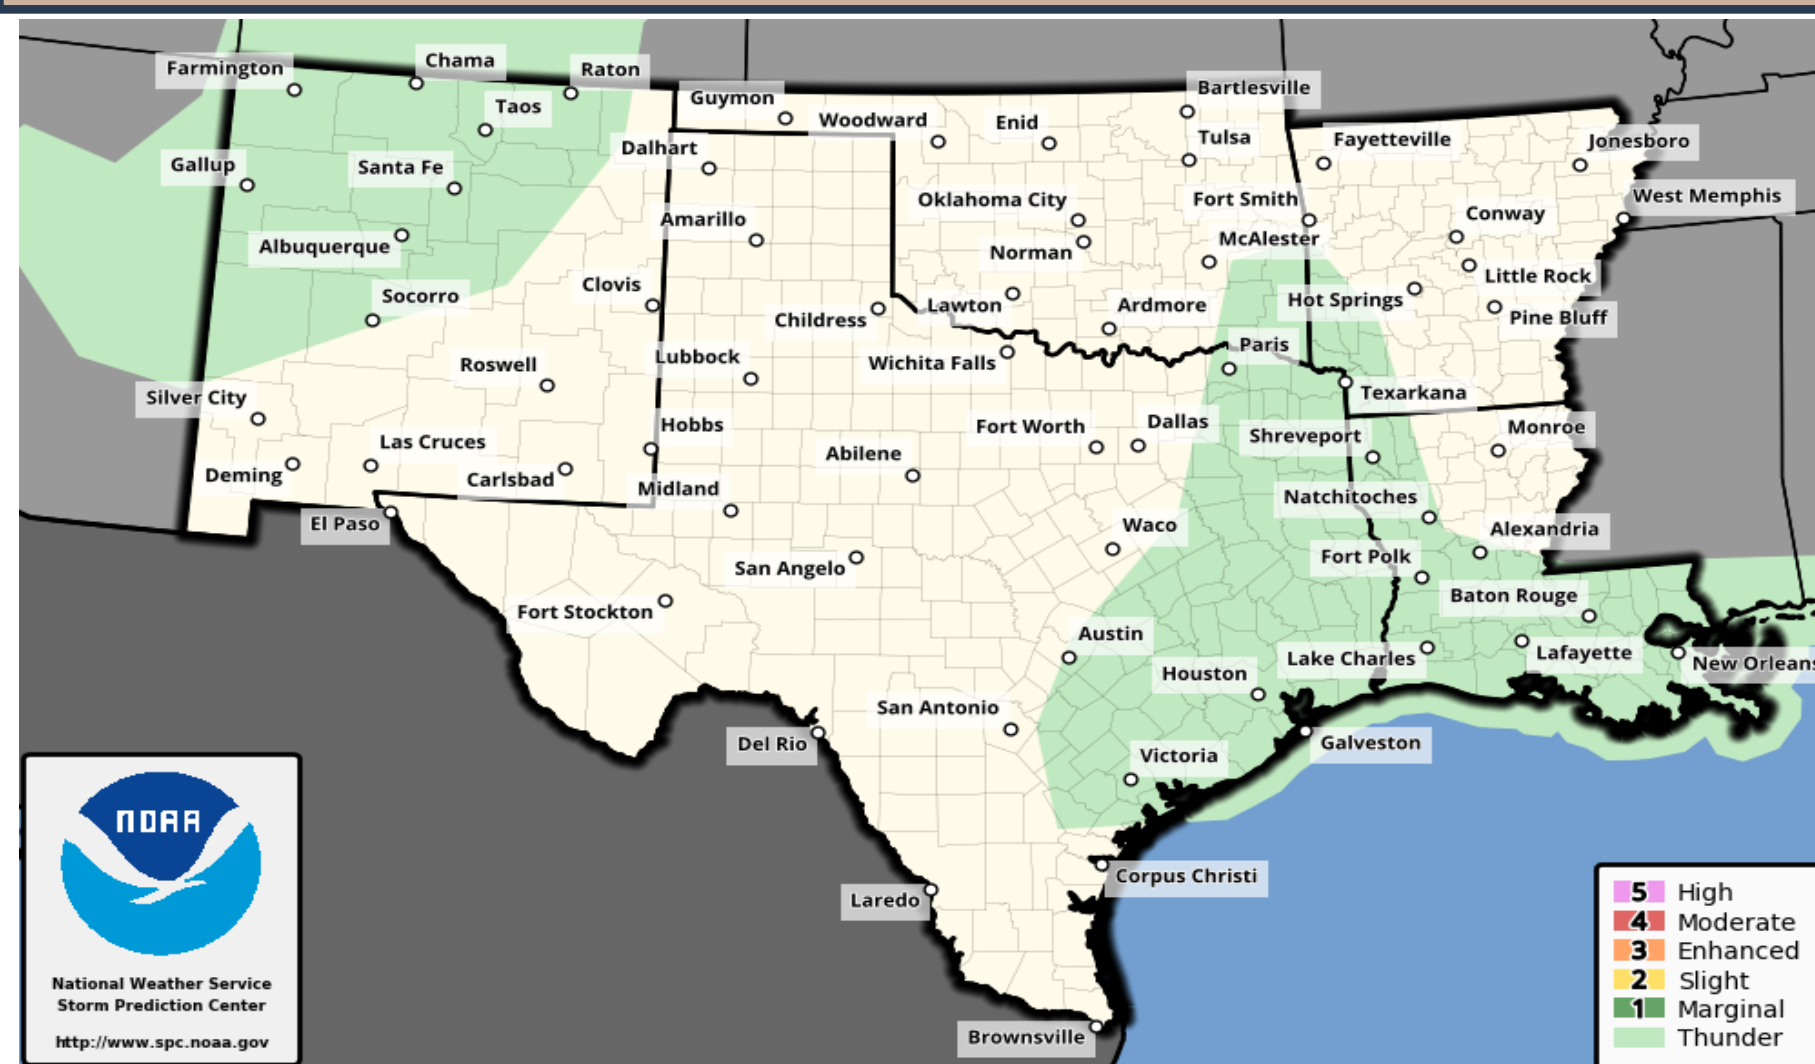 Farmington
Chama
Raton
Taos
Guymon
Woodward
Enid
Bartlesville
Tulsa
Fayetteville
Jonesboro
Gallup
Santa Fe
Dalhart
Oklahoma City
Fort Smith
West Memphis
Albuquerque
Amarillo
Norman
McAlester
Conway
Little Rock
Socorro
Clovis
Childress
Lawton
Ardmore
Hot Springs
Pine Bluff
Roswell
Lubbock
Wichita Falls
Paris
Texarkana
Silver City
Hobbs
Fort Worth
Dallas
Shreveport
Monroe
Las Cruces
Deming
Carlsbad
Midland
Abilene
Natchitoches
El Paso
San Angelo
Waco
Fort Polk
Alexandria
Fort Stockton
Austin
Baton Rouge
Houston
Lake Charles
Lafayette
New Orleans
Del Rio
San Antonio
Victoria
Galveston
Laredo
Corpus Christi
Brownsville
NOAA
National Weather Service
Storm Prediction Center
http://www.spc.noaa.gov
5 High
4 Moderate
3 Enhanced
2 Slight
1 Marginal
Thunder